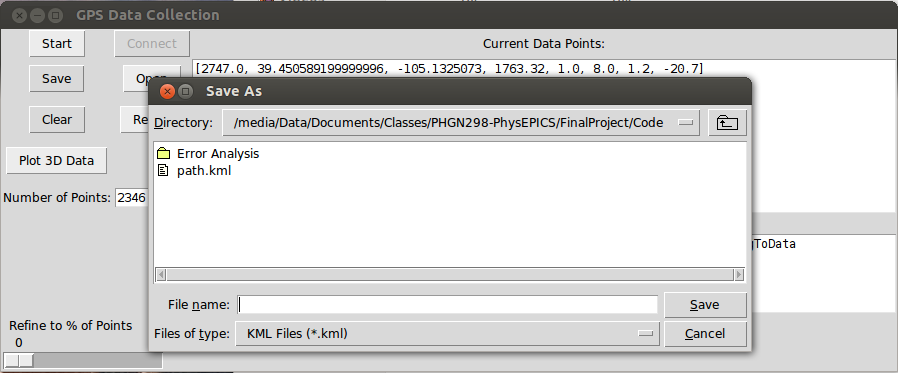 GPS Data Collection
Start
Connect
Current Data Points:
Save
[2747.0, 39.450589199999996, -105.1325073, 1763.32, 1.0, 8.0, 1.2, -20.7]
Clear
Plot 3D Data
Number of Points: 2346
ToData
Refine to % of Points
0
Save As
Directory: /media/Data/Documents/Classes/PHGN298-PhysEPICS/FinalProject/Code
Error Analysis
path.kml
File name:
Save
Files of type: KML Files (*.kml)
Cancel